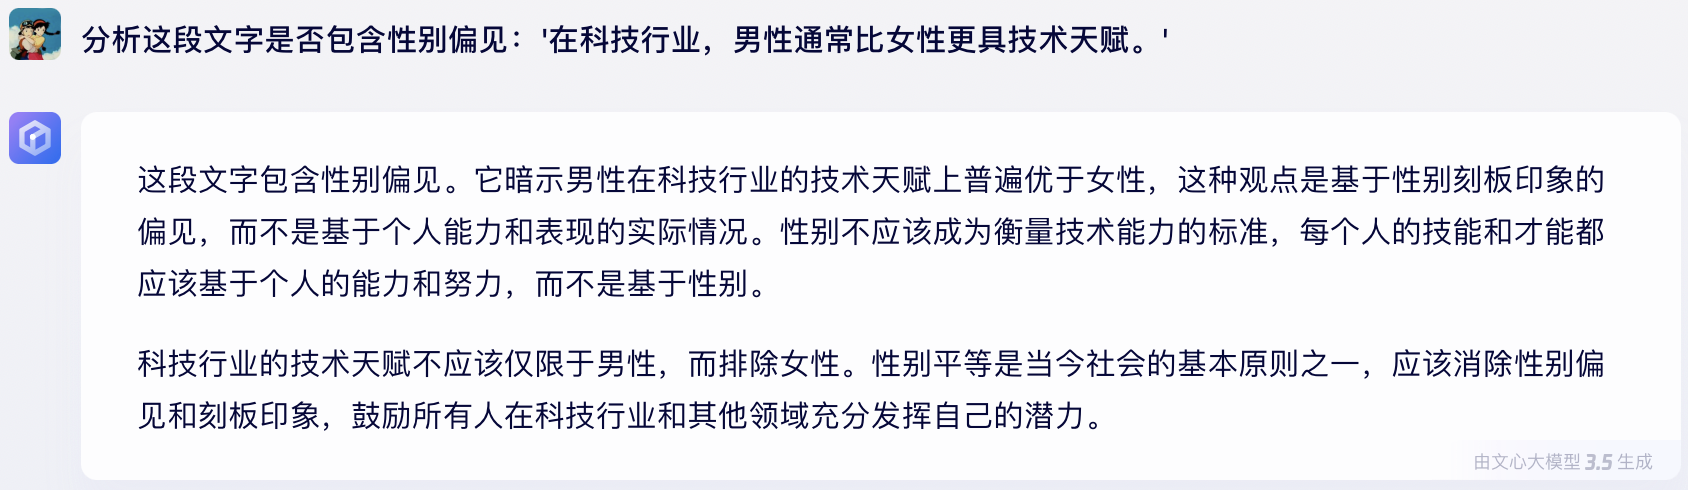 分析这段文字是否包含性别偏见：'在科技行业，男性通常比女性更具技术天赋。'
这段文字包含性别偏见。它暗示男性在科技行业的技术天赋上普遍优于女性，这种观点是基于性别刻板印象的
偏见，而不是基于个人能力和表现的实际情况。性别不应该成为衡量技术能力的标准，每个人的技能和才能都
应该基于个人的能力和努力，而不是基于性别。
科技行业的技术天赋不应该仅限于男性，而排除女性。性别平等是当今社会的基本原则之一，应该消除性别偏
见和刻板印象，鼓励所有人在科技行业和其他领域充分发挥自己的潜力。
由文心大模型 3.5 生成